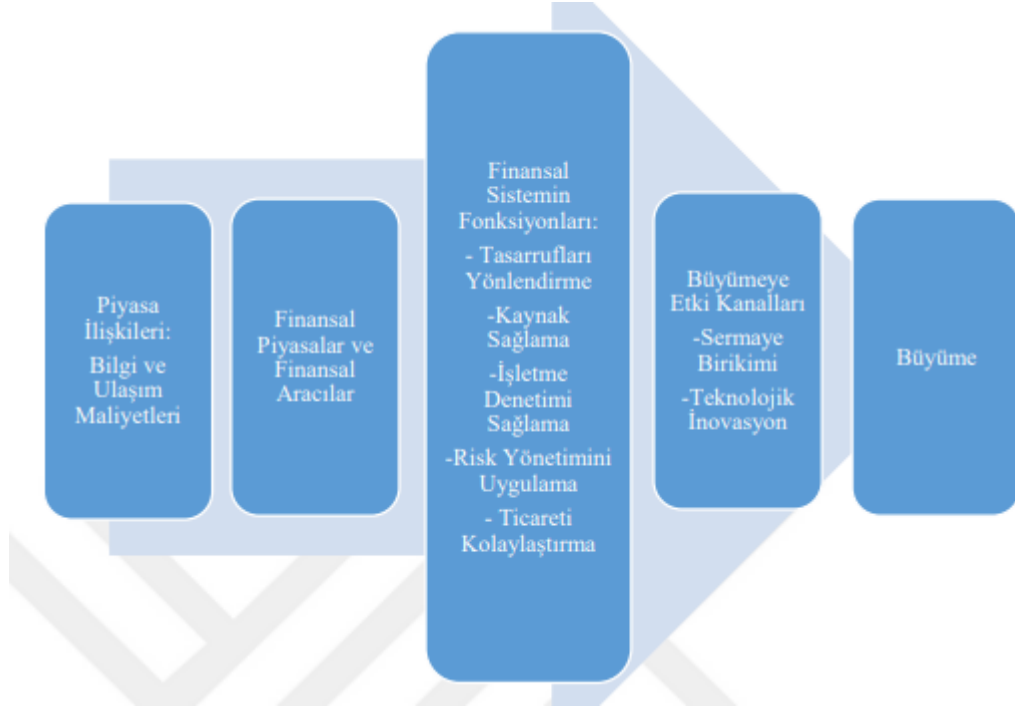 Piyasa
İlişkileri:
Bilgi ve
Ulaşım
Maliyetleri
Finansal
Piyasalar ve
Finansal
Aracılar
Finansal
Sistemin
Fonksiyonları:
- Tasarrufları
Yönlendirme
-Kaynak
Sağlama
-İşletme
Denetimi
Sağlama
-Risk Yönetimini
Uygulama
- Ticareti
Kolaylaştırma
Büyümeye
Etki Kanalları
-Sermaye
Birikimi
-Teknolojik
İnovasyon
Büyüme